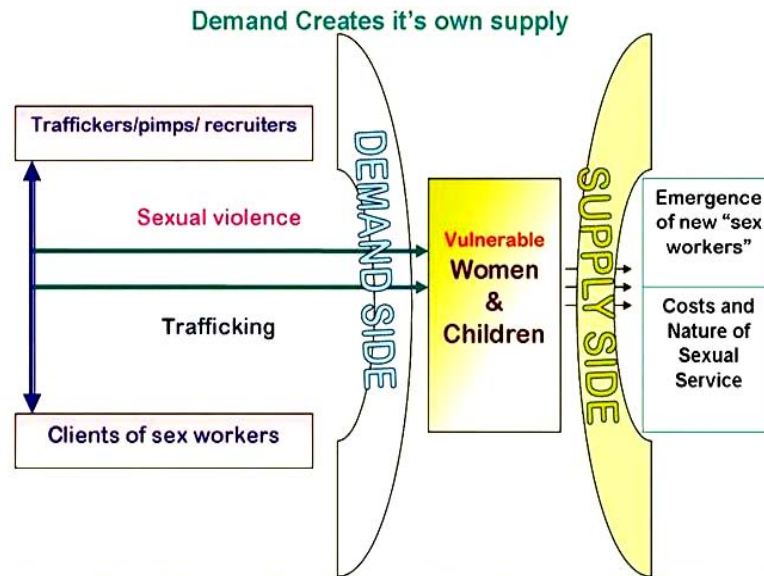 Demand Creates it's own supply
Traffickers/pimps/ recruiters
DEMAND SIDE
Sexual violence
Trafficking
Clients of sex workers
Vulnerable
Women
&
Children
SUPPLY SIDE
Emergence
of new “sex
workers”
Costs and
Nature of
Sexual
Service